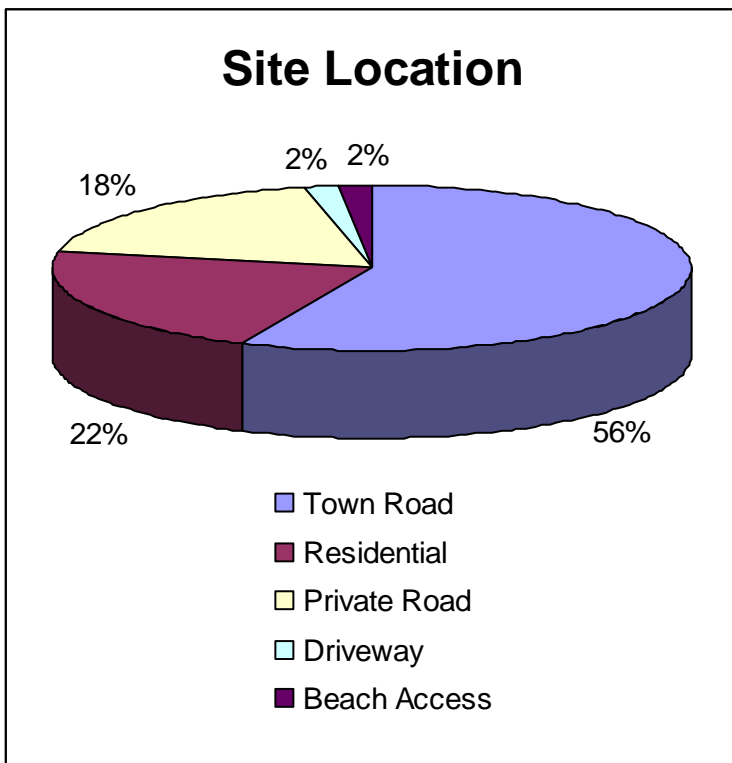 Site Location
2% 2%
18%
22%
56%
Town Road
Residential
Private Road
Driveway
Beach Access